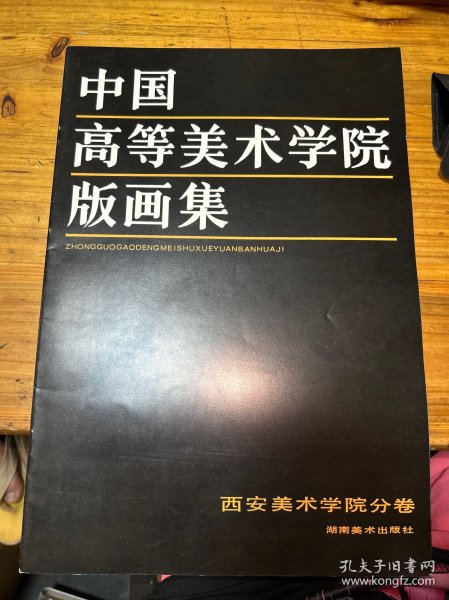 中国
高等美术学院
版画集
ZHONGGUOGAODENGMEISHUXUEYUANBANHUAJI
西安美术学院分卷
湖南美术出版社
孔夫子旧书网
www.kongfz.com